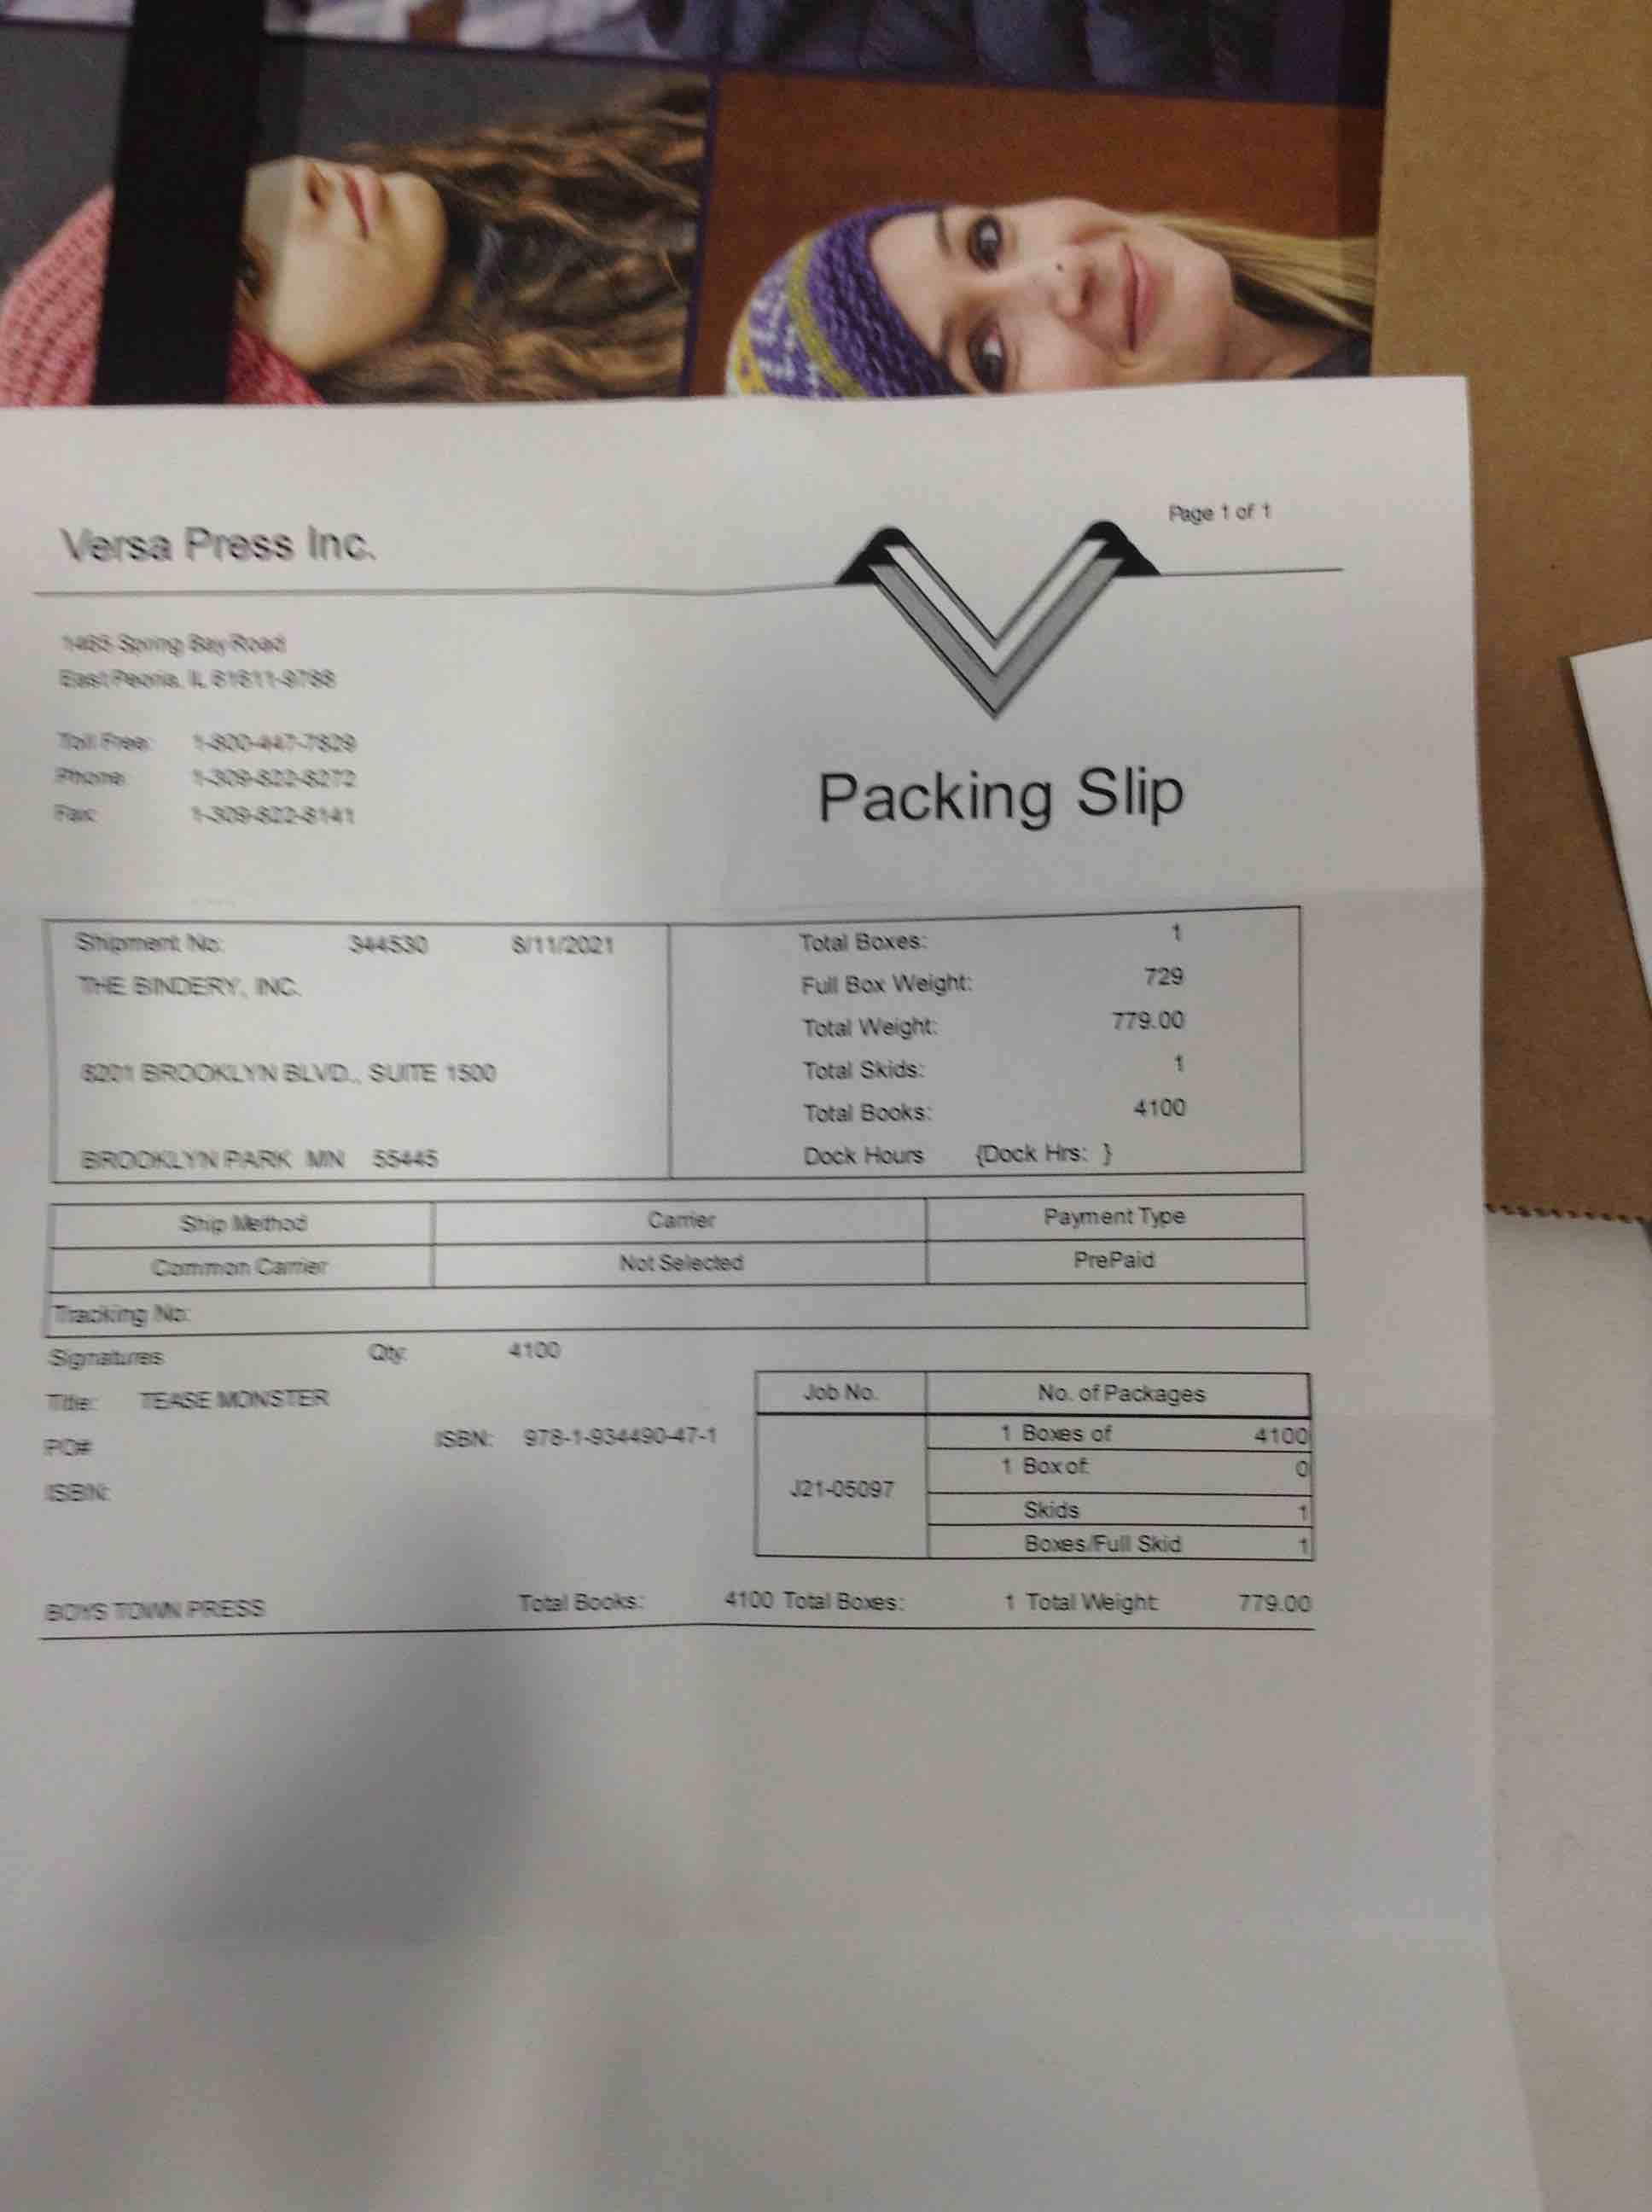 Page 1 of 1
Versa Press Inc.
1465 Spring Bay Road
East Peoria, IL 61611-9788
Toll Free: 1-800-447-7829
Phone: 1-309-822-8272
Fax: 1-309-822-8141
Packing Slip
Shipment No: 344530 8/11/2021
THE BINDERY, INC.
8201 BROOKLYN BLVD., SUITE 1500
BROOKLYN PARK MN 55445
Total Boxes: 1
Full Box Weight: 729
Total Weight: 779.00
Total Skids: 1
Total Books: 4100
Dock Hours {Dock Hrs: }
Ship Method Carrier Payment Type
Common Carrier Not Selected PrePaid
Tracking No:
Signatures Qty: 4100
Title: TEASE MONSTER
PO# ISBN: 978-1-934490-47-1
ISBN:
Job No. No. of Packages
J21-05097
1 Boxes of 4100
1 Box of: 0
Skids 1
Boxes/Full Skid 1
BOYS TOWN PRESS Total Books: 4100 Total Boxes: 1 Total Weight: 779.00